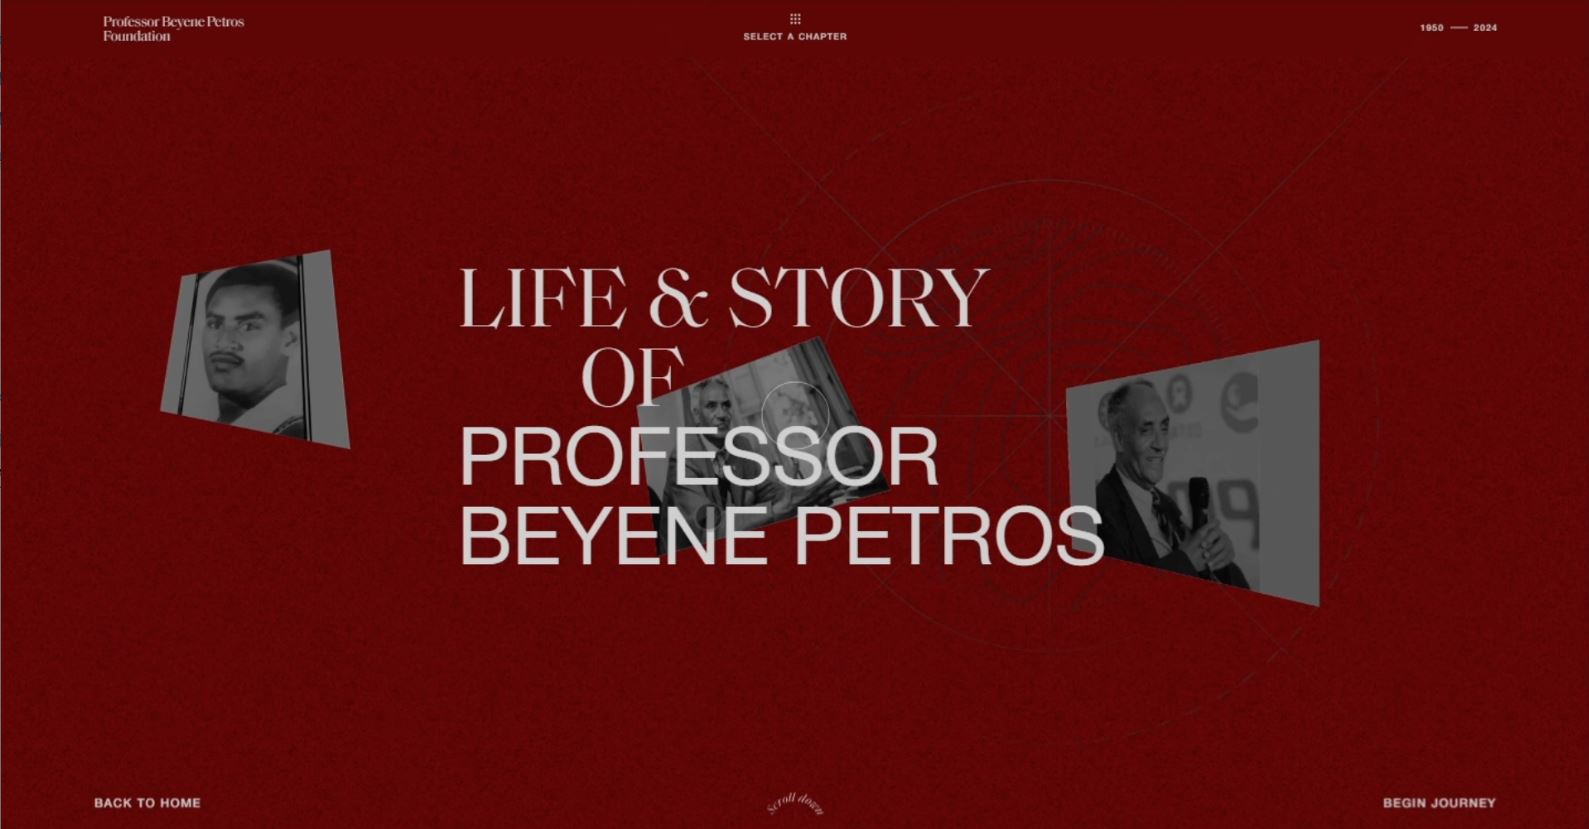 Professor Beyene Petros
Foundation
SELECT A CHAPTER
1950 — 2024
LIFE & STORY
OF
PROFESSOR
BEYENE PETROS
BACK TO HOME
Scroll down
BEGIN JOURNEY